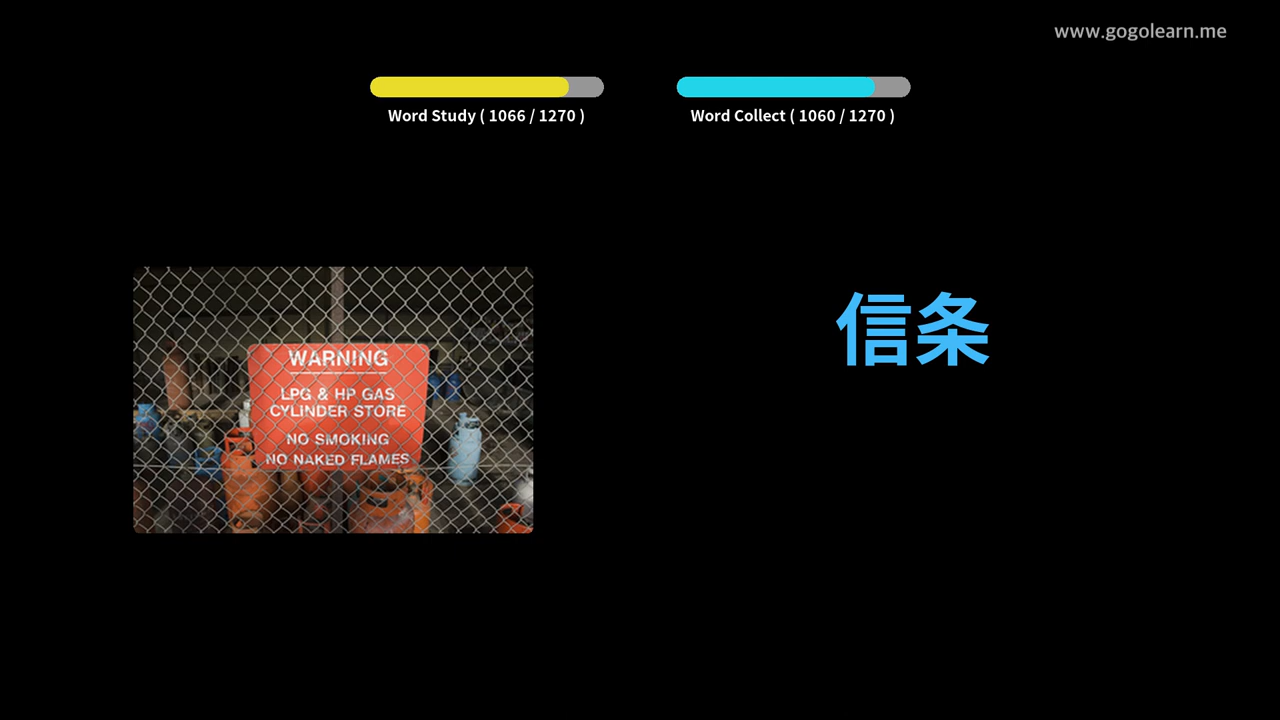 www.gogolearn.me
Word Study ( 1066 / 1270 )
Word Collect ( 1060 / 1270 )
信条
WARNING
LPG & HP GAS
CYLINDER STORE
NO SMOKING
NO NAKED FLAMES